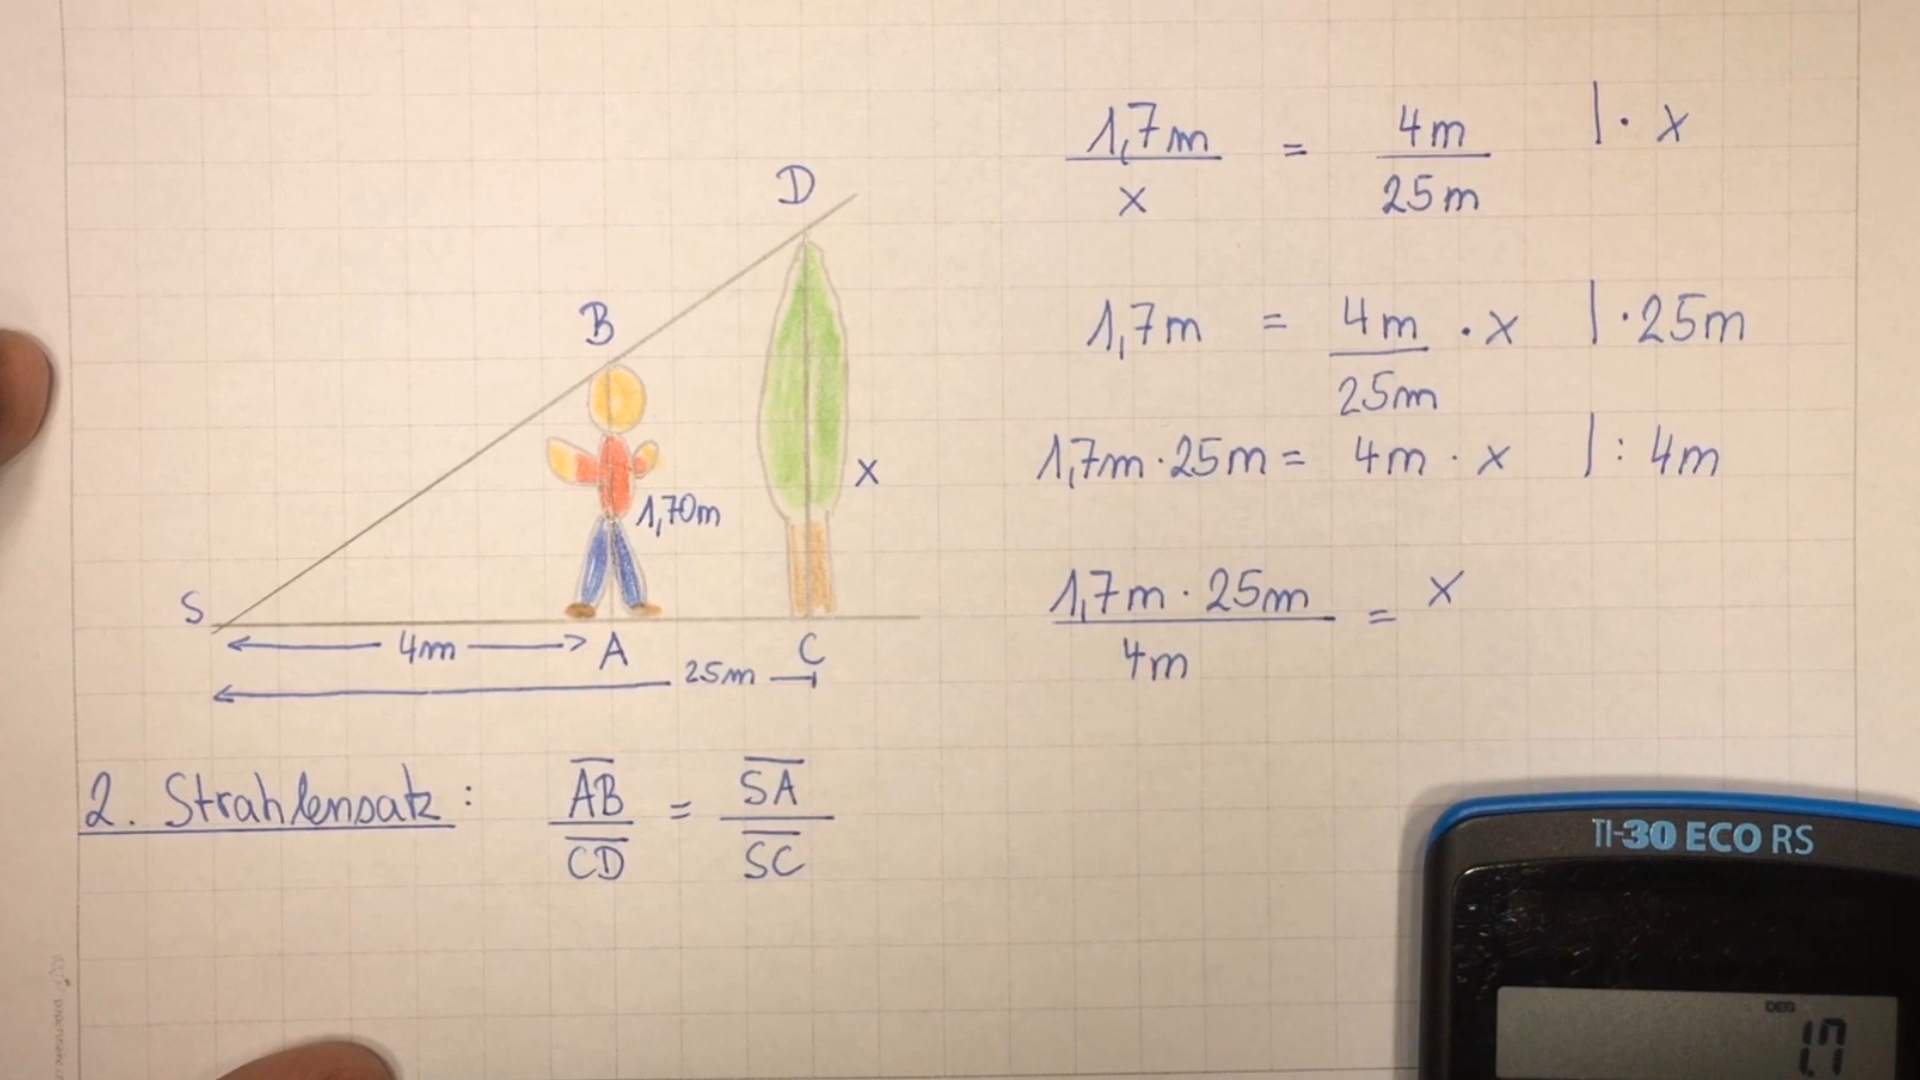 D
B
1,70m
x
S
4m
A
C
25m
2. Strahlensatz: AB/CD = SA/SC
1,7m/x = 4m/25m |· x
1,7m = 4m/25m · x |· 25m
1,7m · 25m = 4m · x |: 4m
1,7m · 25m/4m = x
TI-30 ECO RS
DEG
1.7